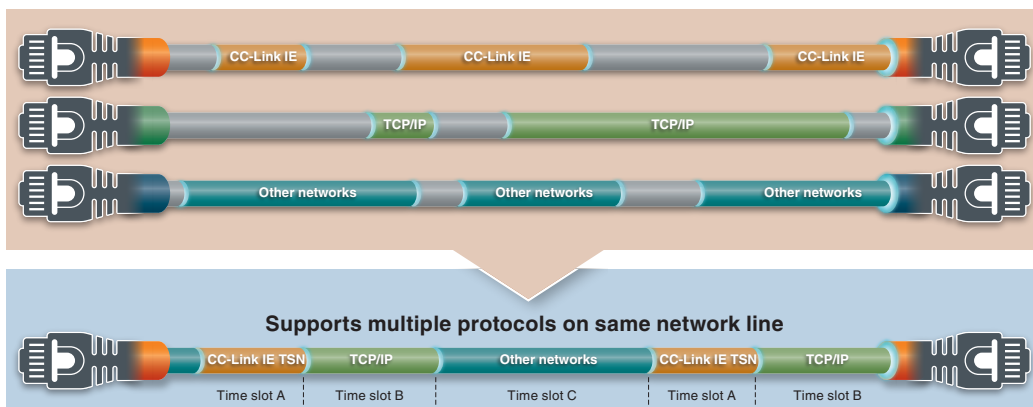 CC-Link IE CC-Link IE CC-Link IE
TCP/IP TCP/IP
Other networks Other networks Other networks
Supports multiple protocols on same network line
CC-Link IE TSN TCP/IP Other networks CC-Link IE TSN TCP/IP
Time slot A Time slot B Time slot C Time slot A Time slot B